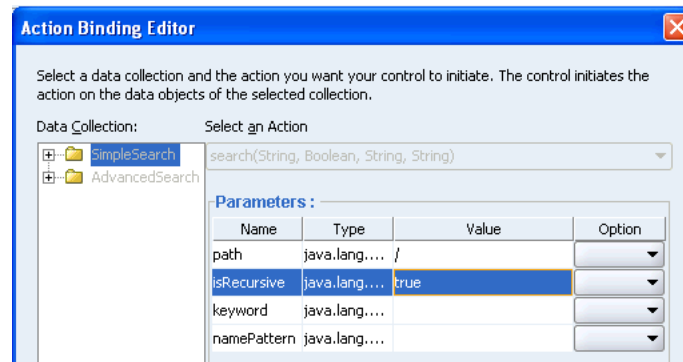 Action Binding Editor
Select a data collection and the action you want your control to initiate. The control initiates the
action on the data objects of the selected collection.
Data Collection: Select an Action
SimpleSearch search(String, Boolean, String, String)
AdvancedSearch
Parameters :
Name Type Value Option
path java.lang.... /
isRecursive java.lang.... true
keyword java.lang....
namePattern java.lang....